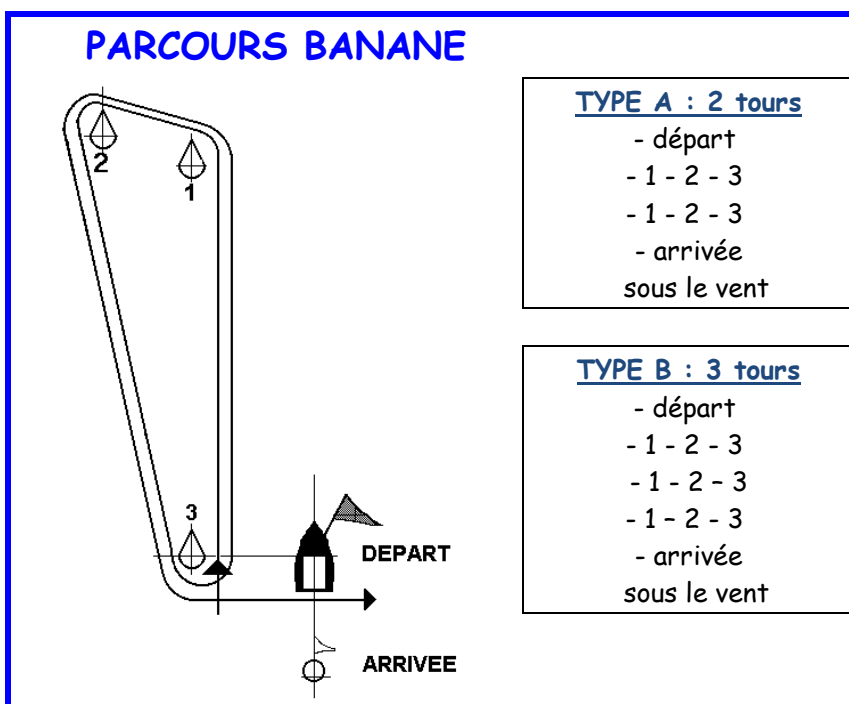 PARCOURS BANANE
TYPE A : 2 tours
- départ
- 1 - 2 - 3
- 1 - 2 - 3
- arrivée
sous le vent
2
1
TYPE B : 3 tours
- départ
- 1 - 2 - 3
- 1 - 2 – 3
- 1 – 2 - 3
- arrivée
sous le vent
3
DEPART
ARRIVEE